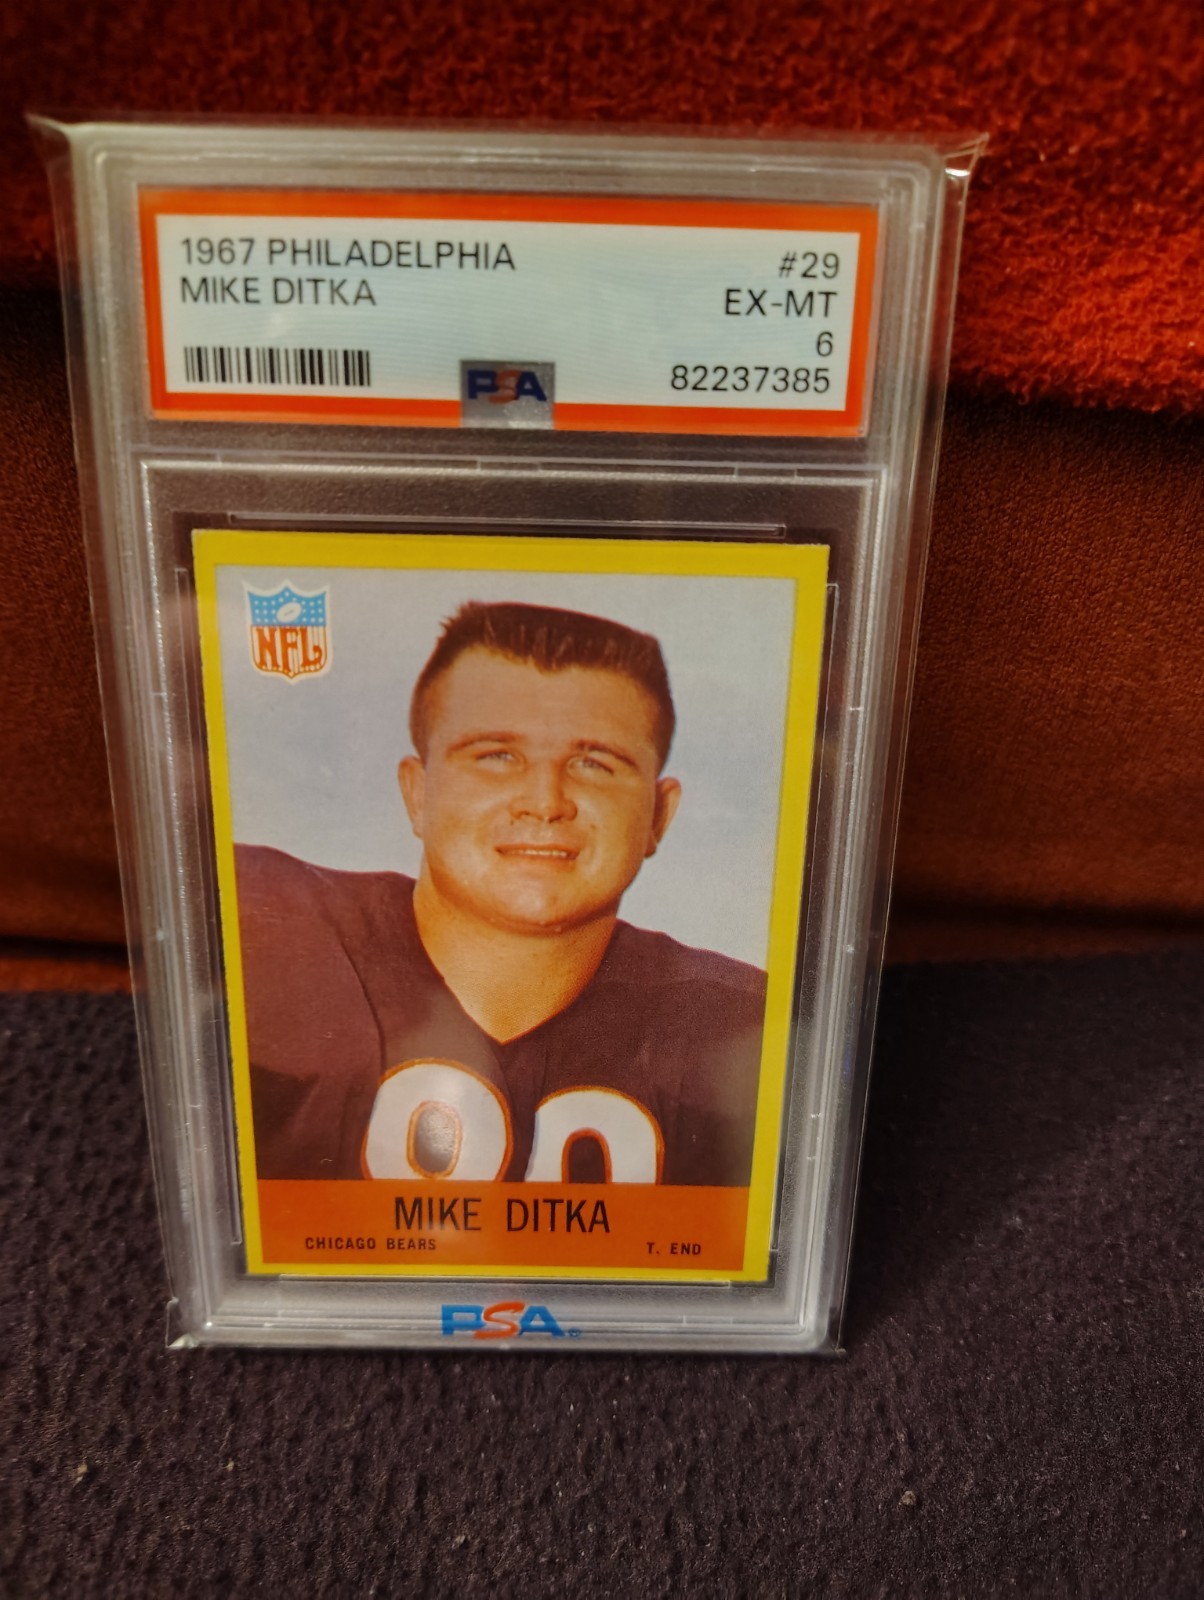 1967 PHILADELPHIA #29
MIKE DITKA EX-MT
6
PSA 82237385
NFL
MIKE DITKA
CHICAGO BEARS T. END
PSA®